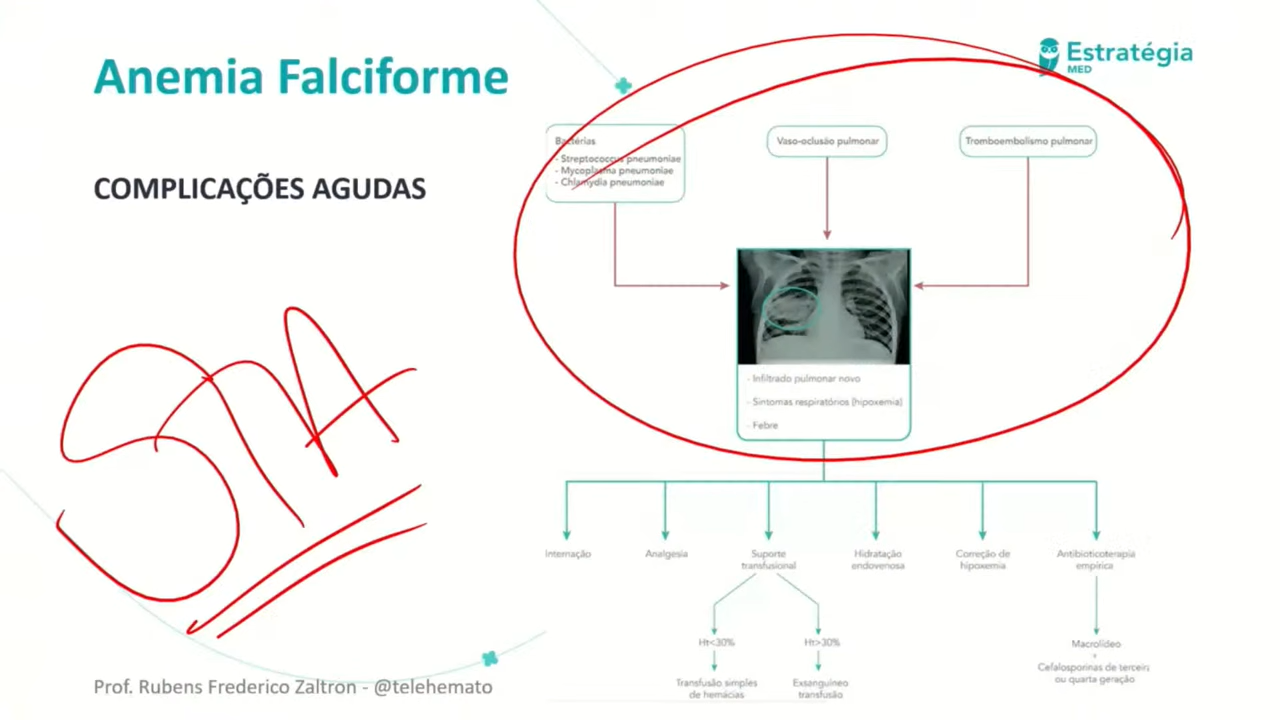 Anemia Falciforme
Estratégia
MED
COMPLICAÇÕES AGUDAS
Bactérias
- Streptococcus pneumoniae
- Mycoplasma pneumoniae
- Chlamydia pneumoniae
Vaso-oclusão pulmonar
Tromboembolismo pulmonar
- Infiltrado pulmonar novo
- Sintomas respiratórios (hipoxemia)
- Febre
STA
Internação
Analgesia
Suporte
transfusional
Hidratação
endovenosa
Correção de
hipoxemia
Antibioticoterapia
empírica
Ht<30%
Ht>30%
Transfusão simples
de hemácias
Exsanguíneo
transfusão
Macrolídeo
+
Cefalosporinas de terceira
ou quarta geração
Prof. Rubens Frederico Zaltron - @telehemato